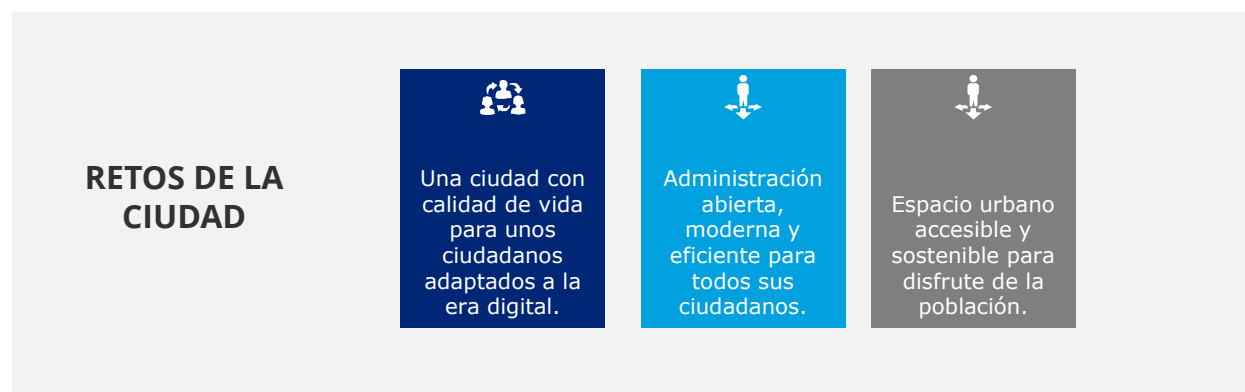 RETOS DE LA
CIUDAD
Una ciudad con
calidad de vida
para unos
ciudadanos
adaptados a la
era digital.
Administración
abierta,
moderna y
eficiente para
todos sus
ciudadanos.
Espacio urbano
accesible y
sostenible para
disfrute de la
población.